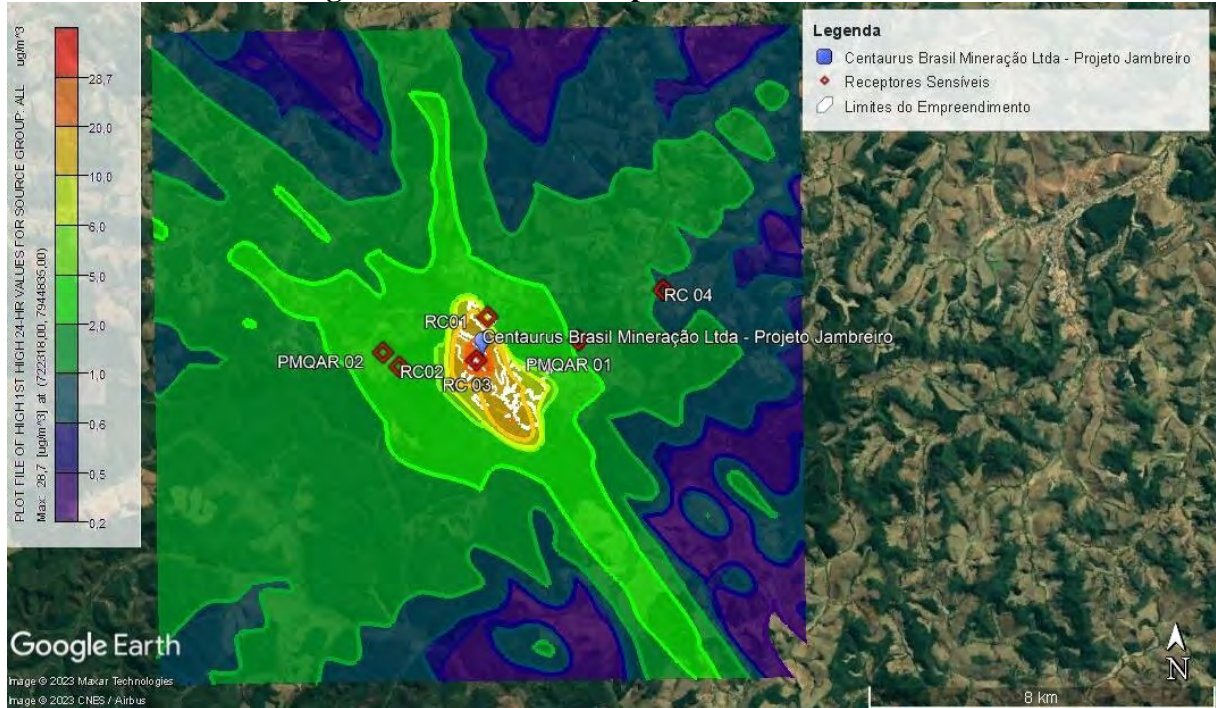 Legenda
Centaurus Brasil Mineração Ltda - Projeto Jambreiro
Receptores Sensíveis
Limites do Empreendimento
PLOT FILE OF HIGH 1ST HIGH 24-HR VALUES FOR SOURCE GROUP: ALL
Max: 28,7 [ug/m^3] at (722318,00, 7944835,00)
ug/m^3
28,7
20,0
10,0
6,0
5,0
2,0
1,0
0,6
0,5
0,2
RC 04
RC01
Centaurus Brasil Mineração Ltda - Projeto Jambreiro
PMQAR 02
RC02
PMQAR 01
RC 03
Google Earth
Image © 2023 Maxar Technologies
Image © 2023 CNES / Airbus
N
8 km